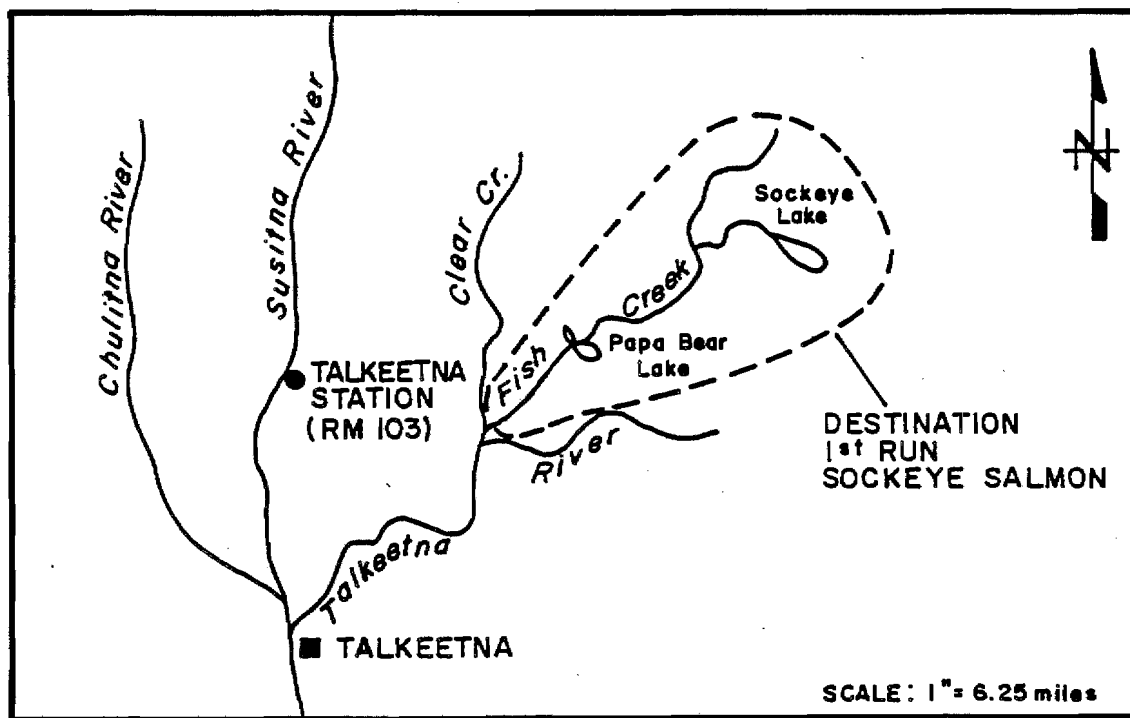 Chulitna River
Susitna River
Clear Cr.
Sockeye
Lake
Fish
Creek
Papa Bear
Lake
TALKEETNA
STATION
(RM 103)
River
DESTINATION
1st RUN
SOCKEYE SALMON
Talkeetna
TALKEETNA
SCALE: 1"= 6.25 miles
N